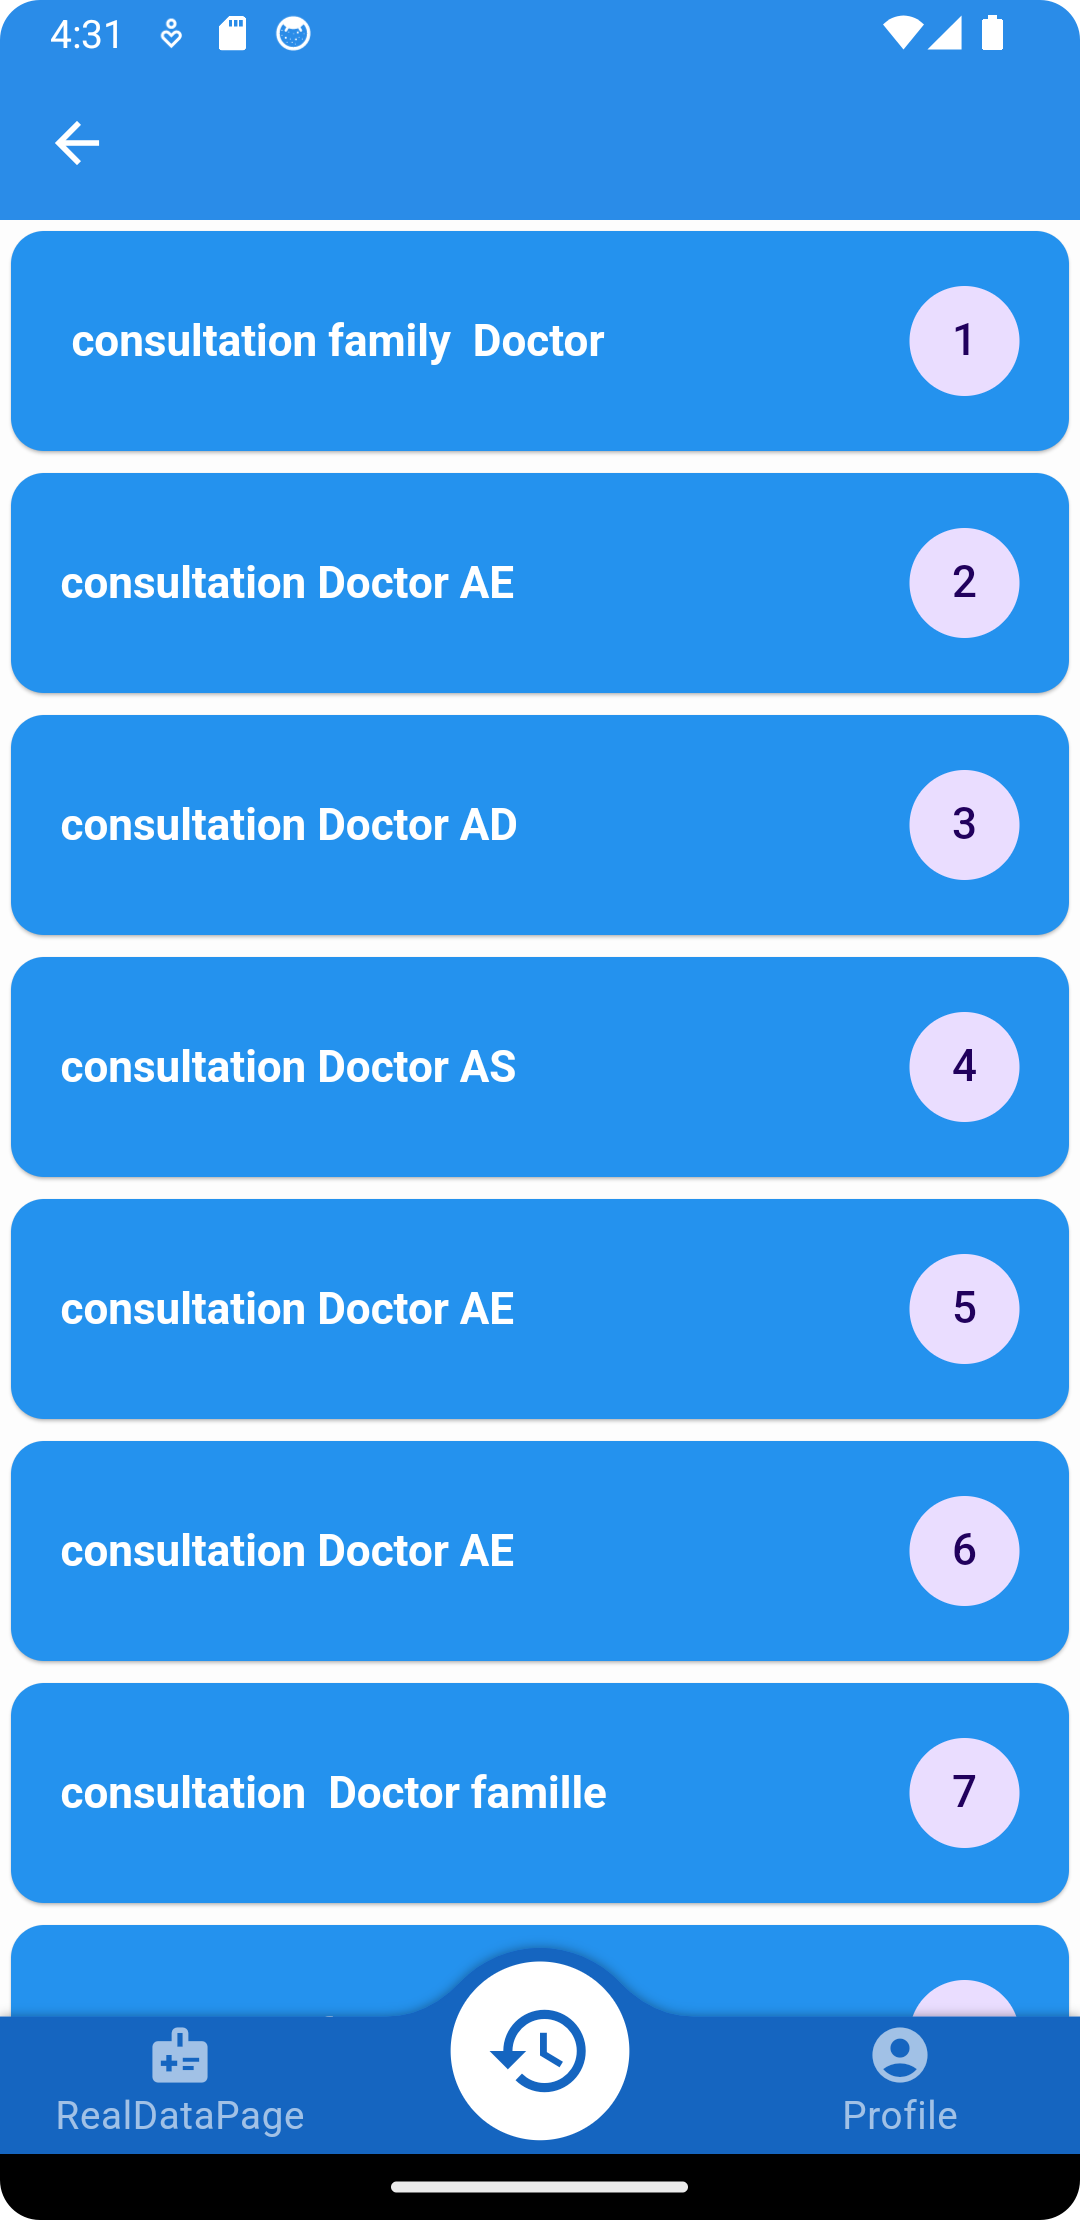 4:31
consultation family  Doctor
1
consultation Doctor AE
2
consultation Doctor AD
3
consultation Doctor AS
4
consultation Doctor AE
5
consultation Doctor AE
6
consultation  Doctor famille
7
RealDataPage
Profile